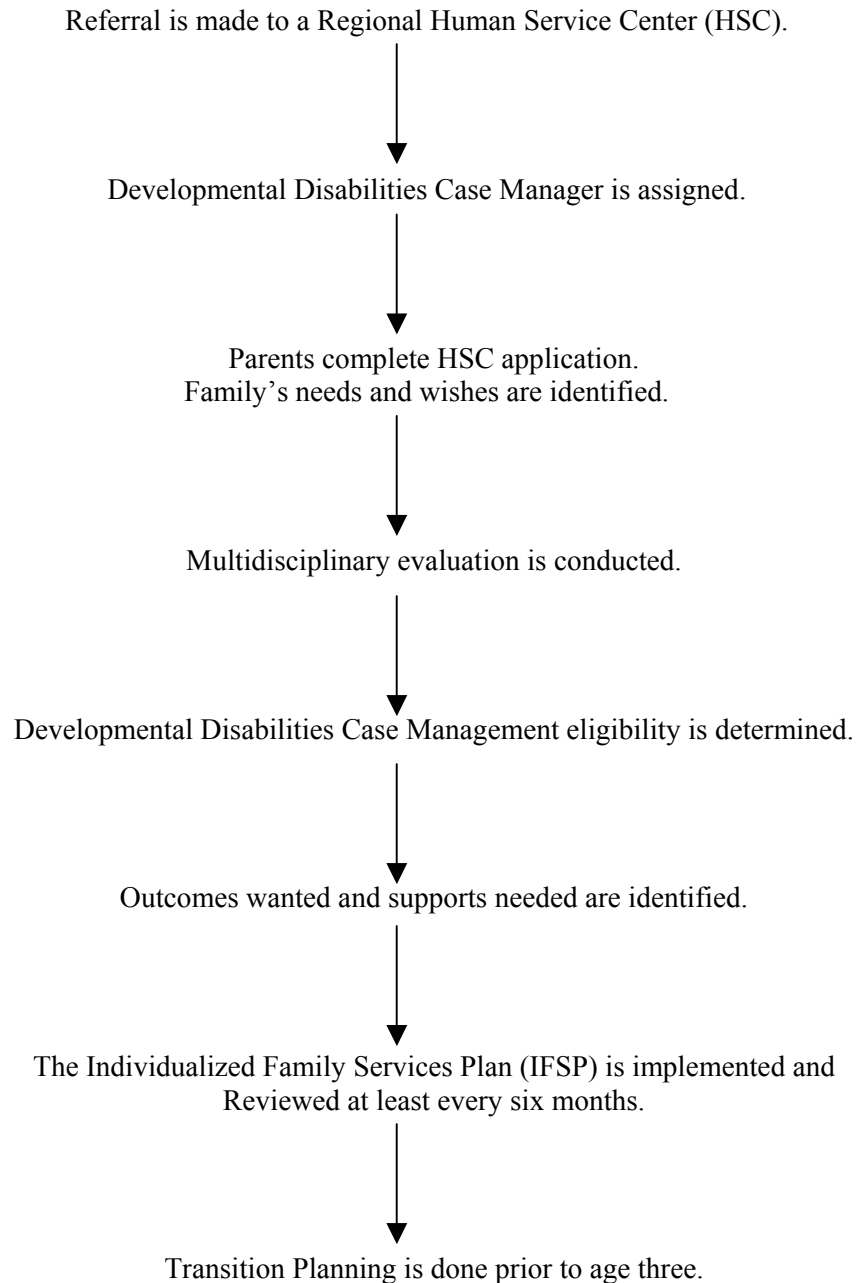 Referral is made to a Regional Human Service Center (HSC).
Developmental Disabilities Case Manager is assigned.
Parents complete HSC application.
Family’s needs and wishes are identified.
Multidisciplinary evaluation is conducted.
Developmental Disabilities Case Management eligibility is determined.
Outcomes wanted and supports needed are identified.
The Individualized Family Services Plan (IFSP) is implemented and
Reviewed at least every six months.
Transition Planning is done prior to age three.